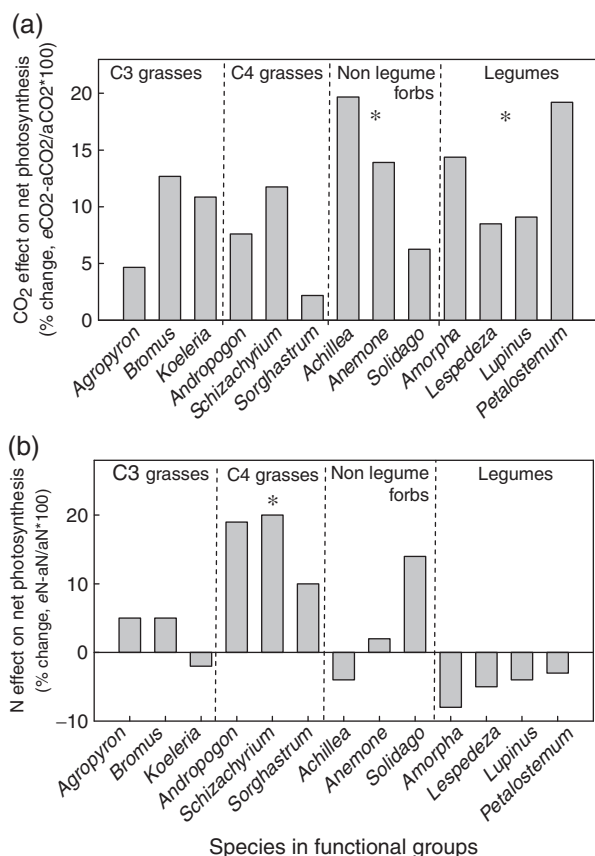 (a)
C3 grasses
C4 grasses
Non legume
forbs
Legumes
CO2 effect on net photosynthesis
(% change, eCO2-aCO2/aCO2*100)
20
15
10
5
0
*
*
Agropyron
Bromus
Koeleria
Andropogon
Schizachyrium
Sorghastrum
Achillea
Anemone
Solidago
Amorpha
Lespedeza
Lupinus
Petalostemum
(b)
C3 grasses
C4 grasses
Non legume
forbs
Legumes
N effect on net photosynthesis
(% change, eN-aN/aN*100)
20
10
0
−10
*
Agropyron
Bromus
Koeleria
Andropogon
Schizachyrium
Sorghastrum
Achillea
Anemone
Solidago
Amorpha
Lespedeza
Lupinus
Petalostemum
Species in functional groups